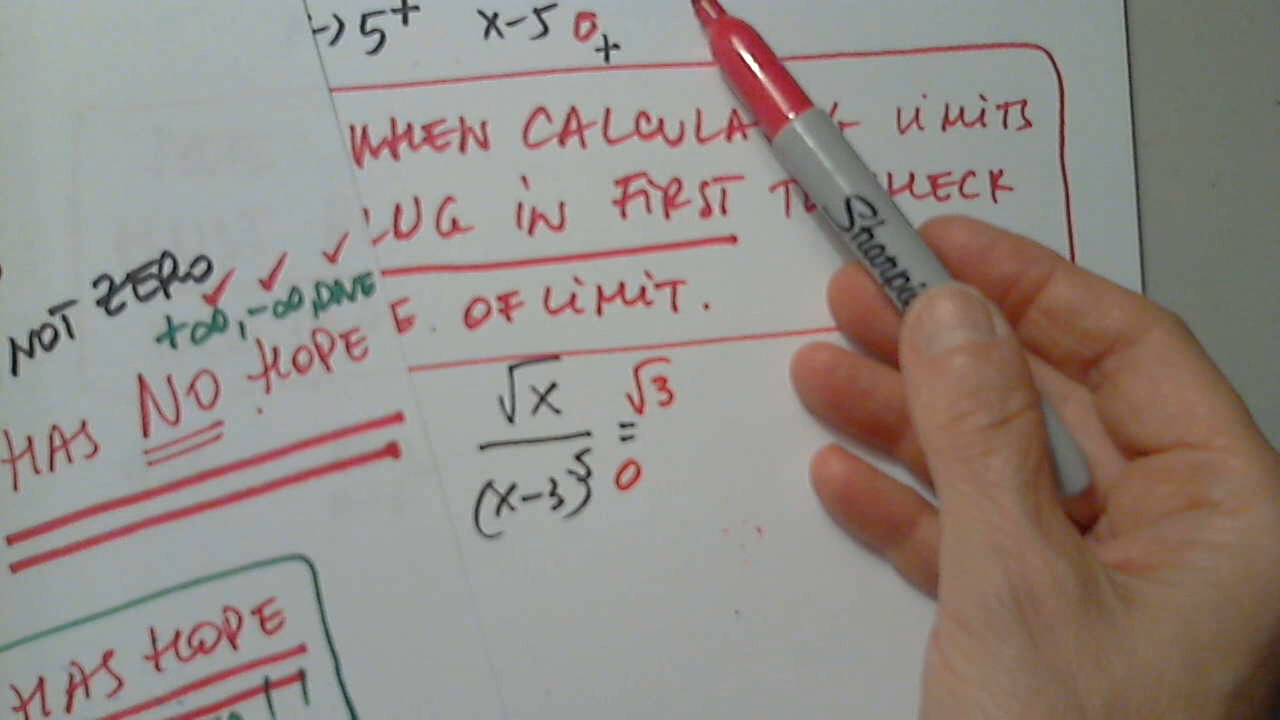 → 5⁺ x-5 0₊
WHEN CALCULA LIMITS
LUG IN FIRST CHECK
E. OF LIMIT.
NOT ZERO
+∞, -∞, DNE
HAS NO HOPE
√x = √3
(x-3)⁵ 0
HAS HOPE
Sharpie